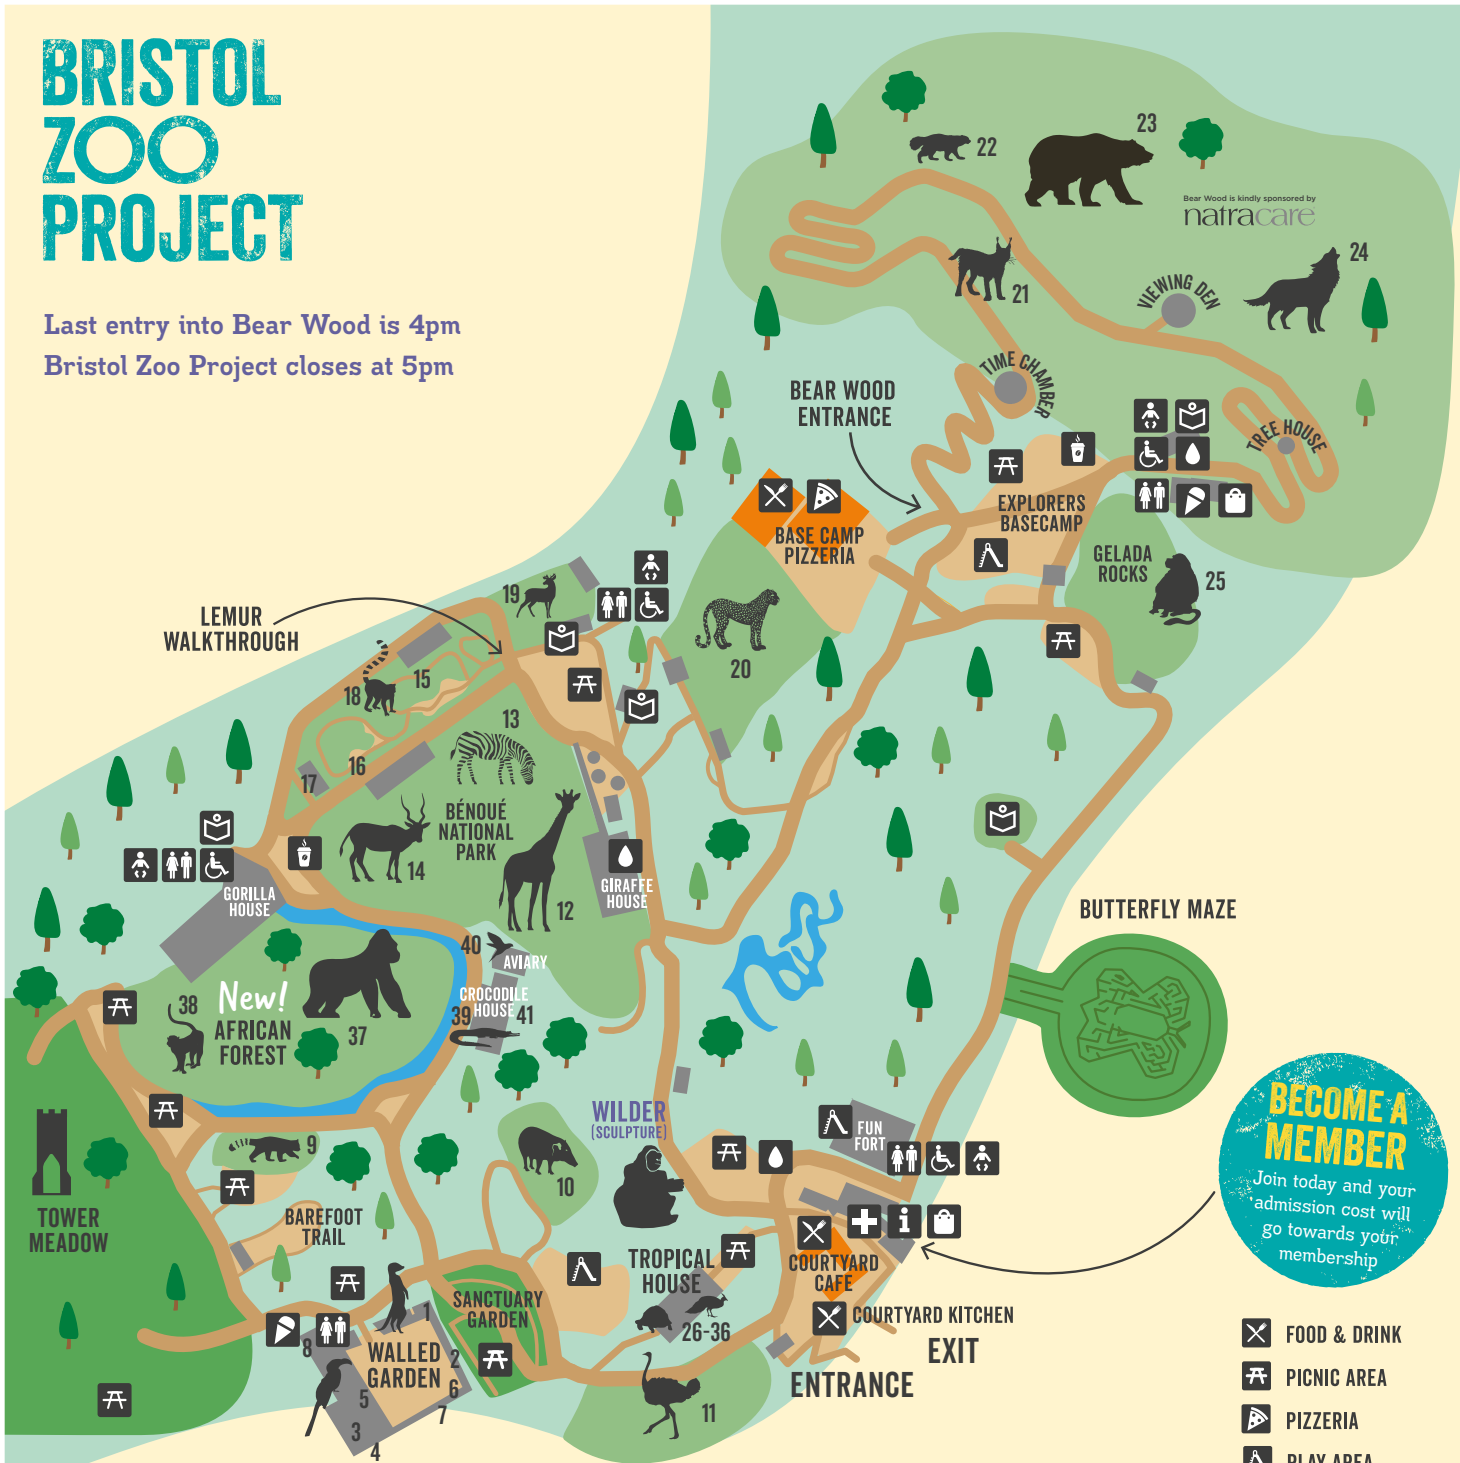 BRISTOL
ZOO
PROJECT
Last entry into Bear Wood is 4pm
Bristol Zoo Project closes at 5pm
22
23
Bear Wood is kindly sponsored by
natracare
21
24
VIEWING DEN
TIME CHAMBER
BEAR WOOD
ENTRANCE
TREE HOUSE
EXPLORERS
BASECAMP
BASE CAMP
PIZZERIA
GELADA
ROCKS
25
19
LEMUR
WALKTHROUGH
20
18
15
13
16
17
BÉNOUÉ
NATIONAL
PARK
14
12
GIRAFFE
HOUSE
GORILLA
HOUSE
BUTTERFLY MAZE
40
AVIARY
CROCODILE
HOUSE
39
41
38
New!
AFRICAN
FOREST
37
WILDER
(SCULPTURE)
FUN
FORT
BECOME A
MEMBER
Join today and your
admission cost will
go towards your
membership
9
10
TOWER
MEADOW
BAREFOOT
TRAIL
TROPICAL
HOUSE
26-36
COURTYARD
CAFE
COURTYARD KITCHEN
EXIT
ENTRANCE
SANCTUARY
GARDEN
1
WALLED
GARDEN
8
2
5
6
7
3
4
11
FOOD & DRINK
PICNIC AREA
PIZZERIA
PLAY AREA